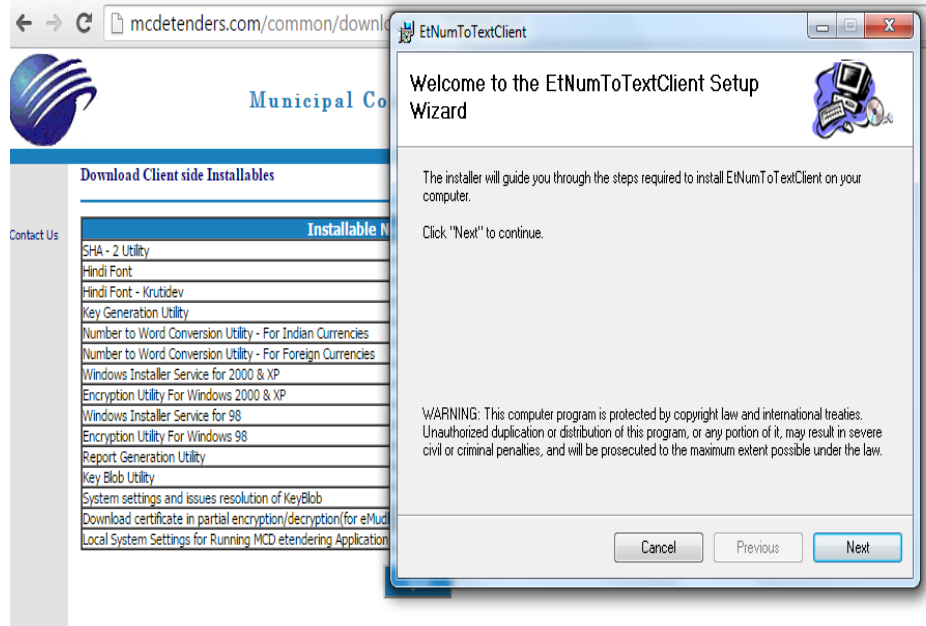 mcdetenders.com/common/downlo
Municipal Co
Download Client side Installables
Contact Us
Installable N
SHA - 2 Utility
Hindi Font
Hindi Font - Krutidev
Key Generation Utility
Number to Word Conversion Utility - For Indian Currencies
Number to Word Conversion Utility - For Foreign Currencies
Windows Installer Service for 2000 & XP
Encryption Utility For Windows 2000 & XP
Windows Installer Service for 98
Encryption Utility For Windows 98
Report Generation Utility
Key Blob Utility
System settings and issues resolution of KeyBlob
Download certificate in partial encryption/decryption(for eMud
Local System Settings for Running MCD etendering Application
EtNumToTextClient
Welcome to the EtNumToTextClient Setup
Wizard
The installer will guide you through the steps required to install EtNumToTextClient on your
computer.
Click "Next" to continue.
WARNING: This computer program is protected by copyright law and international treaties.
Unauthorized duplication or distribution of this program, or any portion of it, may result in severe
civil or criminal penalties, and will be prosecuted to the maximum extent possible under the law.
Cancel
Previous
Next